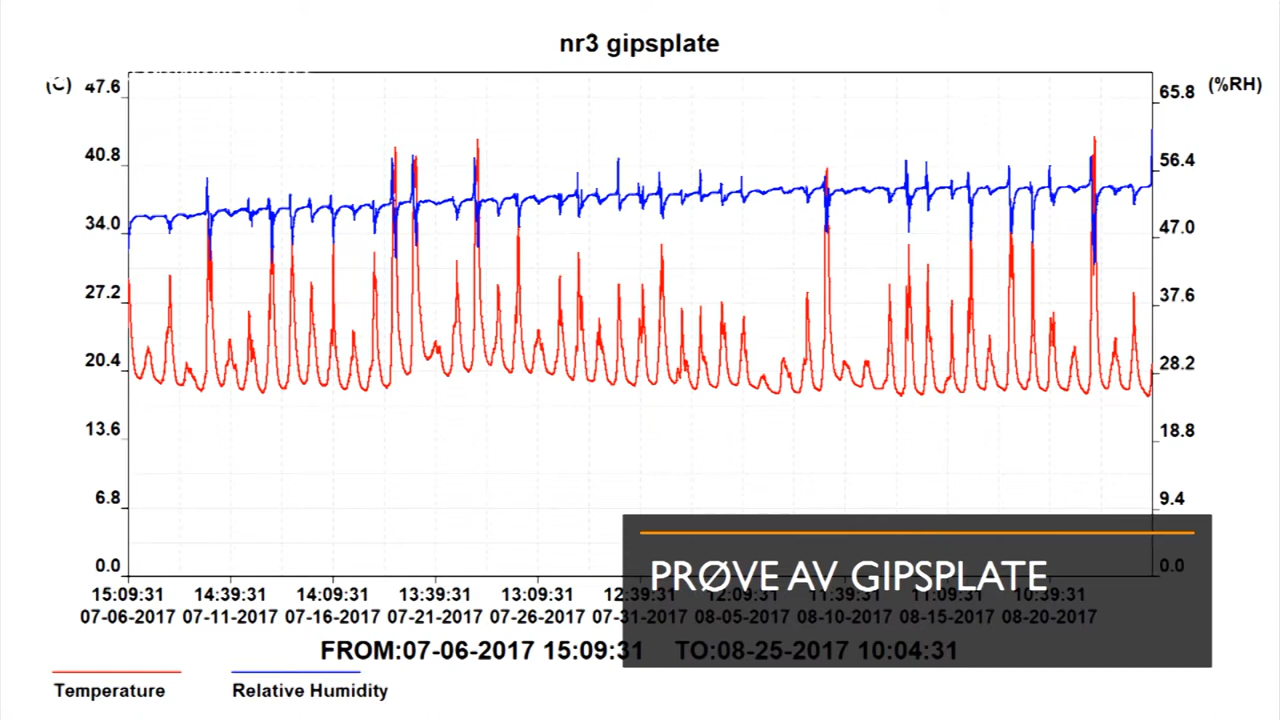 nr3 gipsplate
(C)
(%RH)
47.6
40.8
34.0
27.2
20.4
13.6
6.8
0.0
65.8
56.4
47.0
37.6
28.2
18.8
9.4
0.0
PRØVE AV GIPSPLATE
15:09:31 14:39:31 14:09:31 13:39:31 13:09:31 12:39:31 12:09:31 11:39:31 11:09:31 10:39:31
07-06-2017 07-11-2017 07-16-2017 07-21-2017 07-26-2017 07-31-2017 08-05-2017 08-10-2017 08-15-2017 08-20-2017
FROM:07-06-2017 15:09:31 TO:08-25-2017 10:04:31
Temperature Relative Humidity